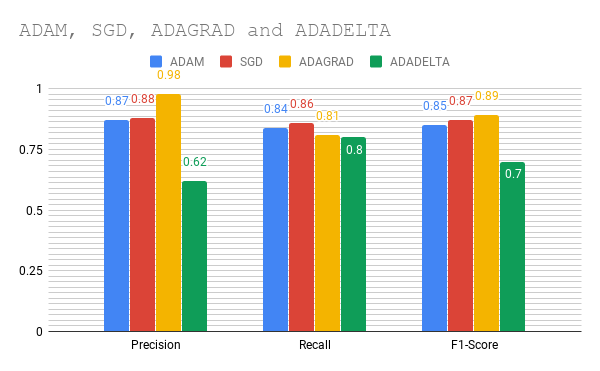 ADAM, SGD, ADAGRAD and ADADELTA
ADAM SGD ADAGRAD ADADELTA
0.98
1
0.87 0.88 0.62
0.84 0.86 0.81 0.8
0.85 0.87 0.89 0.7
0.75
0.5
0.25
0
Precision Recall F1-Score